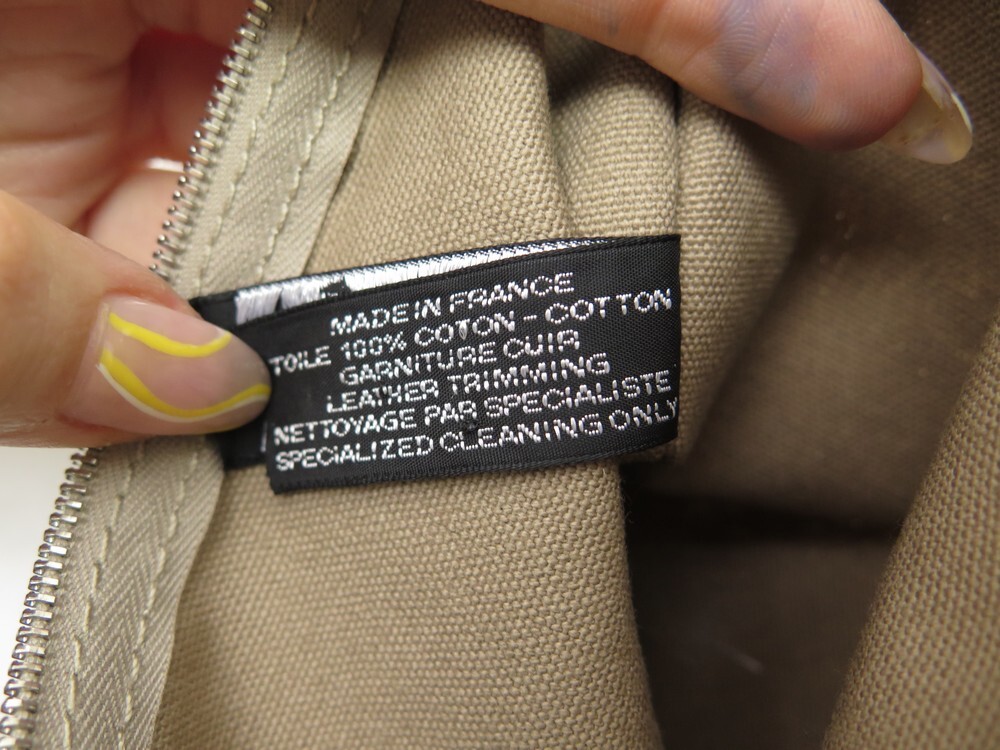 MADE IN FRANCE
TOILE 100% COTON - COTTON
GARNITURE CUIR
LEATHER TRIMMING
NETTOYAGE PAR SPECIALISTE
SPECIALIZED CLEANING ONLY